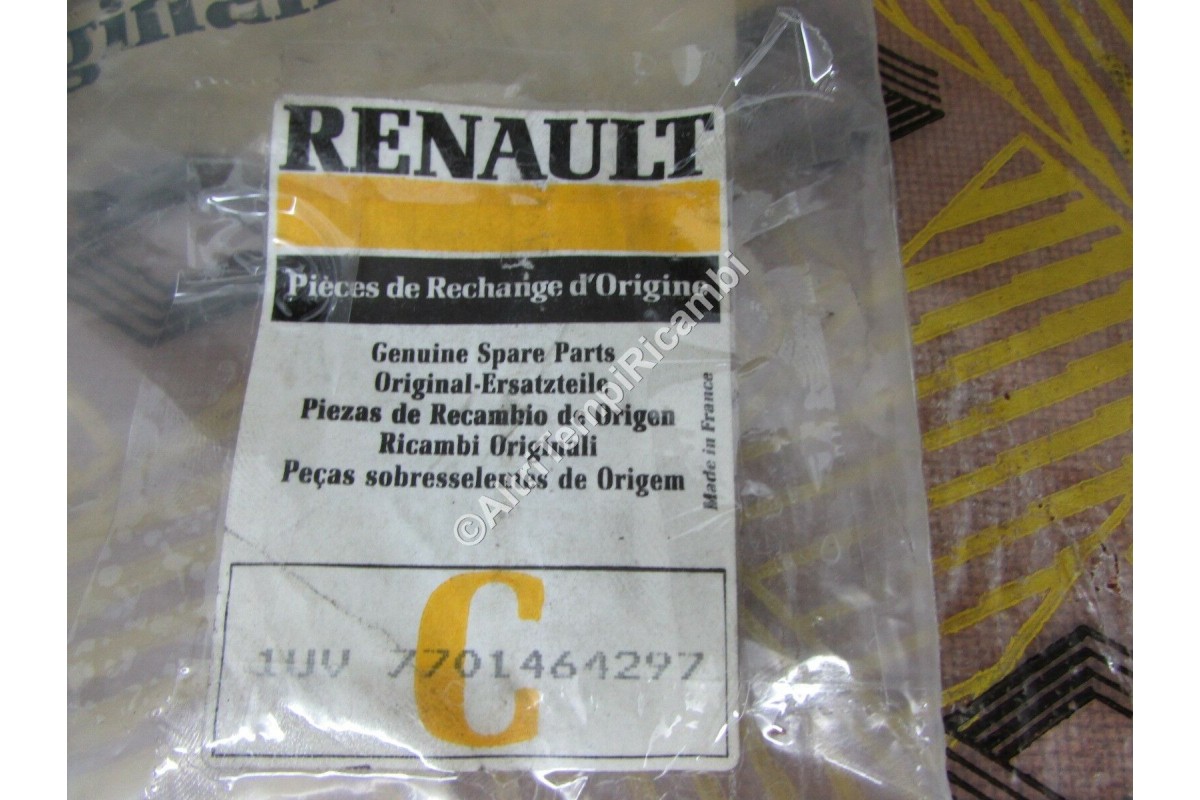 RENAULT
Pièces de Rechange d'Origine
Genuine Spare Parts
Original-Ersatzteile
Piezas de Recambio de Origen
Ricambi Originali
Peças sobresselentes de Origem
Made in France
C
1UV 7701464297
©AltriTempiRicambi